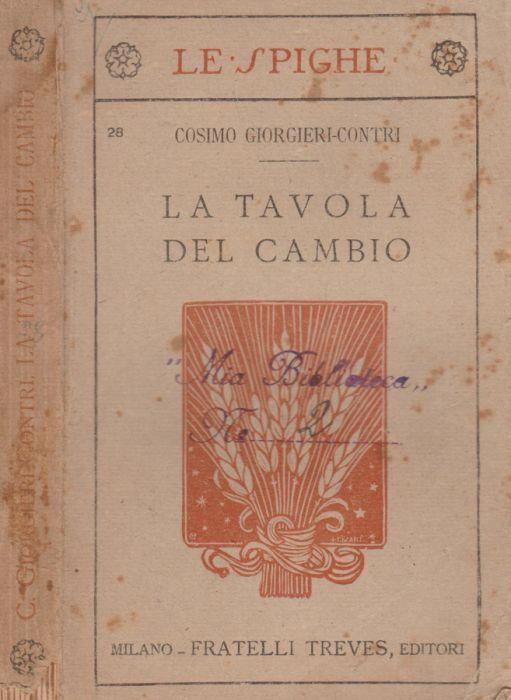 LE · SPIGHE
28
COSIMO GIORGIERI-CONTRI
LA TAVOLA
DEL CAMBIO
"Mia Biblioteca"
No 2
MILANO - FRATELLI TREVES, EDITORI
C. GIORGIERI-CONTRI. LA TAVOLA DEL CAMBIO